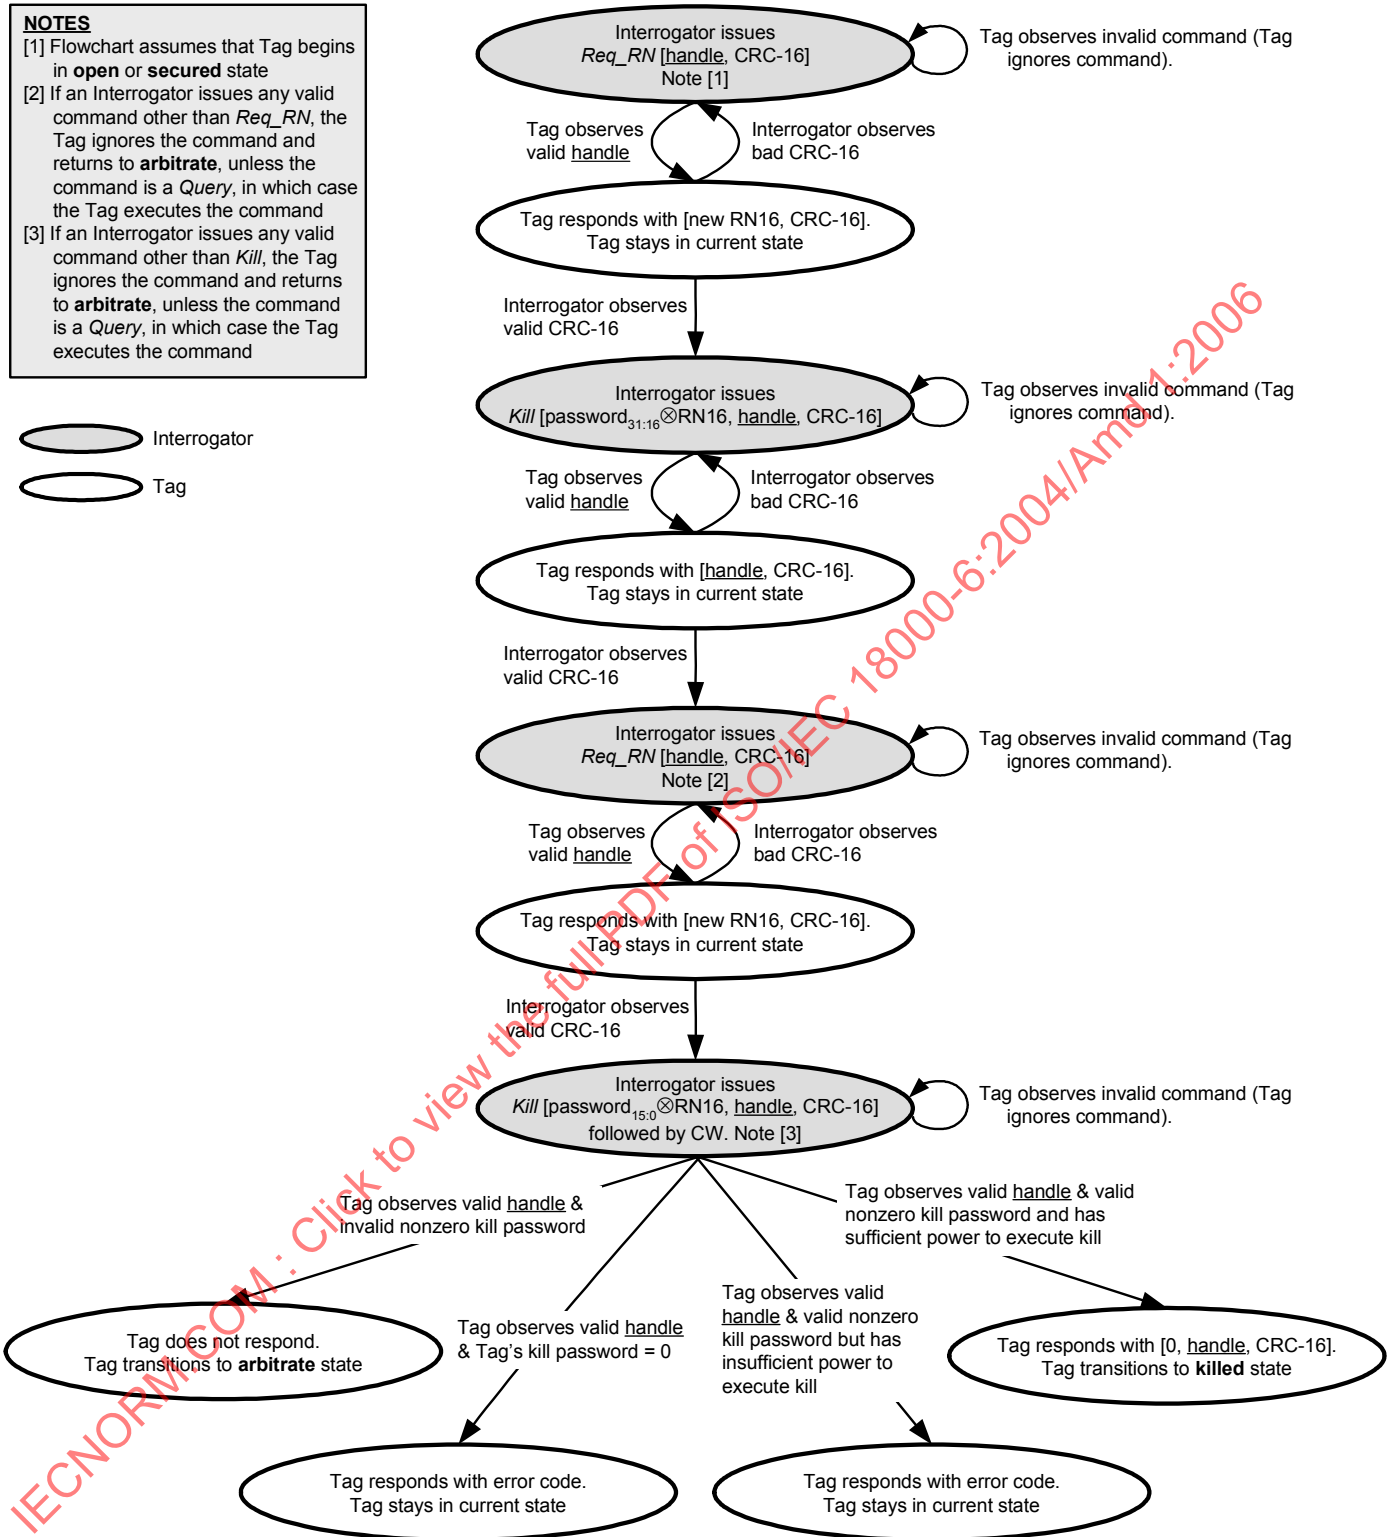 NOTES
[1] Flowchart assumes that Tag begins
in open or secured state
[2] If an Interrogator issues any valid
command other than Req_RN, the
Tag ignores the command and
returns to arbitrate, unless the
command is a Query, in which case
the Tag executes the command
[3] If an Interrogator issues any valid
command other than Kill, the Tag
ignores the command and returns
to arbitrate, unless the command
is a Query, in which case the Tag
executes the command
Interrogator
Tag
Interrogator issues
Req_RN [handle, CRC-16]
Note [1]
Tag observes invalid command (Tag
ignores command).
Tag observes
valid handle
Interrogator observes
bad CRC-16
Tag responds with [new RN16, CRC-16].
Tag stays in current state
Interrogator observes
valid CRC-16
Interrogator issues
Kill [password31:16⊗RN16, handle, CRC-16]
Tag observes invalid command (Tag
ignores command).
Tag observes
valid handle
Interrogator observes
bad CRC-16
Tag responds with [handle, CRC-16].
Tag stays in current state
Interrogator observes
valid CRC-16
Interrogator issues
Req_RN [handle, CRC-16]
Note [2]
Tag observes invalid command (Tag
ignores command).
Tag observes
valid handle
Interrogator observes
bad CRC-16
Tag responds with [new RN16, CRC-16].
Tag stays in current state
Interrogator observes
valid CRC-16
Interrogator issues
Kill [password15:0⊗RN16, handle, CRC-16]
followed by CW. Note [3]
Tag observes invalid command (Tag
ignores command).
Tag observes valid handle &
invalid nonzero kill password
Tag observes valid handle & valid
nonzero kill password and has
sufficient power to execute kill
Tag observes valid handle
& Tag's kill password = 0
Tag observes valid
handle & valid nonzero
kill password but has
insufficient power to
execute kill
Tag does not respond.
Tag transitions to arbitrate state
Tag responds with [0, handle, CRC-16].
Tag transitions to killed state
Tag responds with error code.
Tag stays in current state
Tag responds with error code.
Tag stays in current state
IECNORM.COM : Click to view the full PDF of ISO/IEC 18000-6:2004/Amd 1:2006